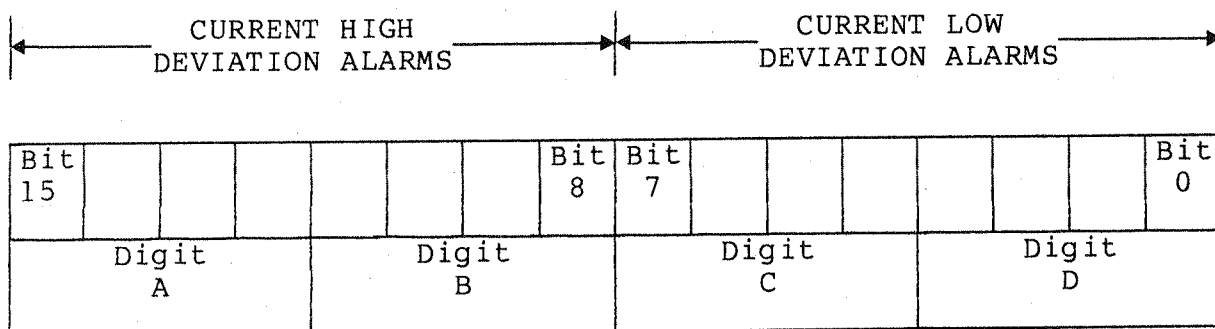 CURRENT HIGH
DEVIATION ALARMS
CURRENT LOW
DEVIATION ALARMS
Bit
15
Bit
8
Bit
7
Bit
0
Digit
A
Digit
B
Digit
C
Digit
D